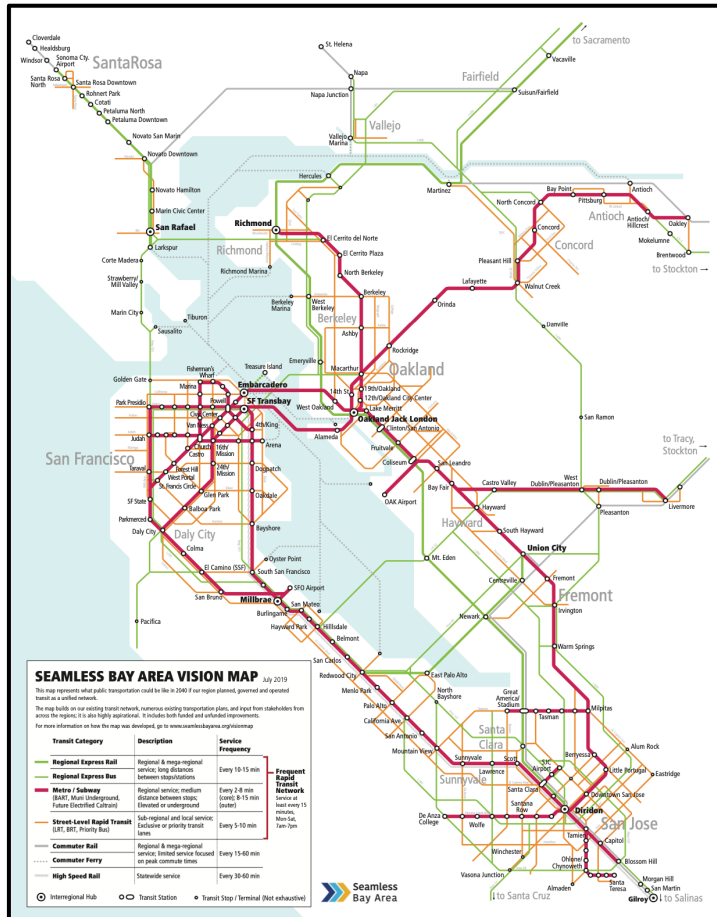 Cloverdale
Healdsburg
Windsor
Sonoma Cty.
Airport
SantaRosa
Santa Rosa
North
Santa Rosa Downtown
Rohnert Park
Cotati
Petaluma North
Petaluma Downtown
Novato San Marin
Novato Downtown
Novato Hamilton
Marin Civic Center
San Rafael
Larkspur
Corte Madera
Strawberry/
Mill Valley
Marin City
Tiburon
Sausalito
St. Helena
Napa
Napa Junction
Vallejo
Vallejo
Marina
to Sacramento
Vacaville
Fairfield
Suisun/Fairfield
Hercules
Martinez
Richmond
Richmond
El Cerrito del Norte
El Cerrito Plaza
North Berkeley
Richmond Marina
Berkeley
Marina
West
Berkeley
Berkeley
Berkeley
Ashby
Emeryville
Macarthur
Rockridge
Orinda
Lafayette
Walnut Creek
Pleasant Hill
Concord
Concord
North Concord
Bay Point
Pittsburg
Antioch
Antioch
Antioch/
Hillcrest
Oakley
Mokelumne
Brentwood
to Stockton →
Danville
San Ramon
Oakland
19th/Oakland
12th/Oakland City Center
14th St
Lake Merritt
Oakland Jack London
Clinton/San Antonio
West Oakland
Alameda
Fruitvale
Coliseum
San Leandro
OAK Airport
Bay Fair
Castro Valley
West
Dublin/Pleasanton
Dublin/Pleasanton
Livermore
Pleasanton
to Tracy,
Stockton
→
Hayward
Hayward
South Hayward
Mt. Eden
Union City
Centreville
Newark
Fremont
Fremont
Irvington
Warm Springs
Treasure Island
Embarcadero
SF Transbay
Fisherman's
Wharf
Marina
Powell
Golden Gate
Park Presidio
Civic Center
Van Ness
4th/King
Judah
Church
Castro
16th/
Mission
Arena
San Francisco
Taraval
Forest Hill
West Portal
St. Francis Circle
24th/
Mission
Dogpatch
Glen Park
Oakdale
SF State
Balboa Park
Parkmerced
Daly City
Daly City
Bayshore
Colma
Oyster Point
El Camino (SSF)
South San Francisco
San Bruno
SFO Airport
Millbrae
Pacifica
Burlingame
San Mateo
Hayward Park
Hillsdale
Belmont
San Carlos
Redwood City
East Palo Alto
Menlo Park
North
Bayshore
Palo Alto
California Ave.
San Antonio
Mountain View
Sunnyvale
Sunnyvale
Lawrence
Santa
Clara
Great
America/
Stadium
Tasman
Milpitas
Scott
SJC
Airport
Berryessa
Alum Rock
Little Portugal
Eastridge
Santa Clara
Downtown San Jose
Santana
Row
Diridon
San Jose
De Anza
College
Wolfe
Winchester
Tamien
Capitol
Vasona Junction
Ohlone/
Chynoweth
Blossom Hill
Almaden
Santa
Teresa
Morgan Hill
San Martin
Gilroy
to Salinas
to Santa Cruz
SEAMLESS BAY AREA VISION MAP July 2019
This map represents what public transportation could be like in 2040 if our region planned, governed and operated
transit as a unified network.
The map builds on our existing transit network, numerous existing transportation plans, and input from stakeholders from
across the region; it is also highly aspirational. It includes both funded and unfunded improvements.
For more information on how the map was developed, go to www.seamlessbayarea.org/visionmap
Transit Category Description Service
Frequency
Regional Express Rail
Regional Express Bus
Regional & mega-regional
service; long distances
between stops/stations
Every 10-15 min
Metro / Subway
(BART, Muni Underground,
Future Electrified Caltrain)
Regional service; medium
distance between stops;
Elevated or underground
Every 2-8 min
(core); 8-15 min
(outer)
Street-Level Rapid Transit
(LRT, BRT, Priority Bus)
Sub-regional and local service;
Exclusive or priority transit
lanes
Every 5-10 min
Frequent
Rapid
Transit
Network
Service at
least every 15
minutes,
Mon-Sat,
7am-7pm
Commuter Rail
Commuter Ferry
Regional & mega-regional
service; limited service focused
on peak commute times
Every 15-60 min
High Speed Rail
Statewide service
Every 30-60 min
Interregional Hub
Transit Station
Transit Stop / Terminal (Not exhaustive)
Seamless
Bay Area